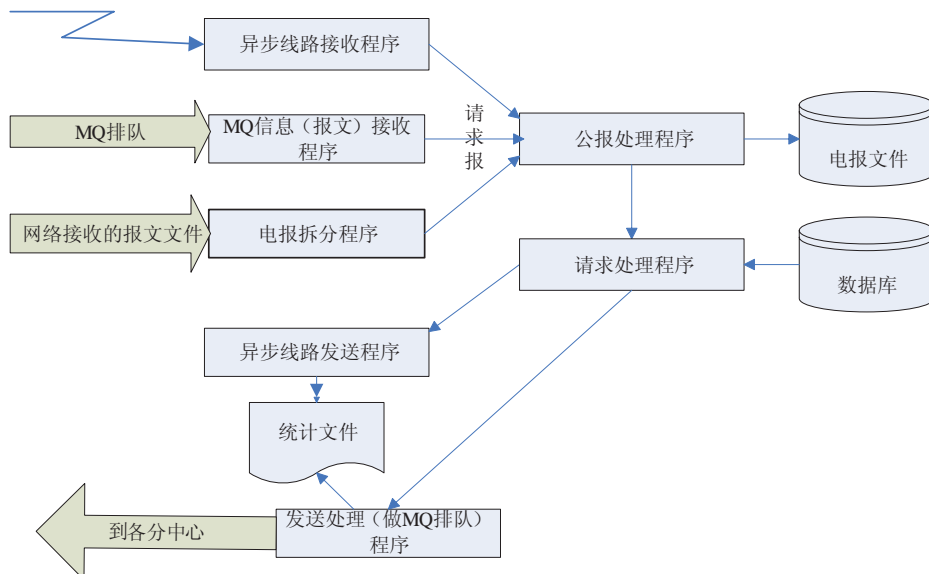 异步线路接收程序
MQ排队
MQ信息（报文）接收
程序
请
求
报
公报处理程序
电报文件
网络接收的报文文件
电报拆分程序
请求处理程序
数据库
异步线路发送程序
统计文件
到各分中心
发送处理（做MQ排队）
程序